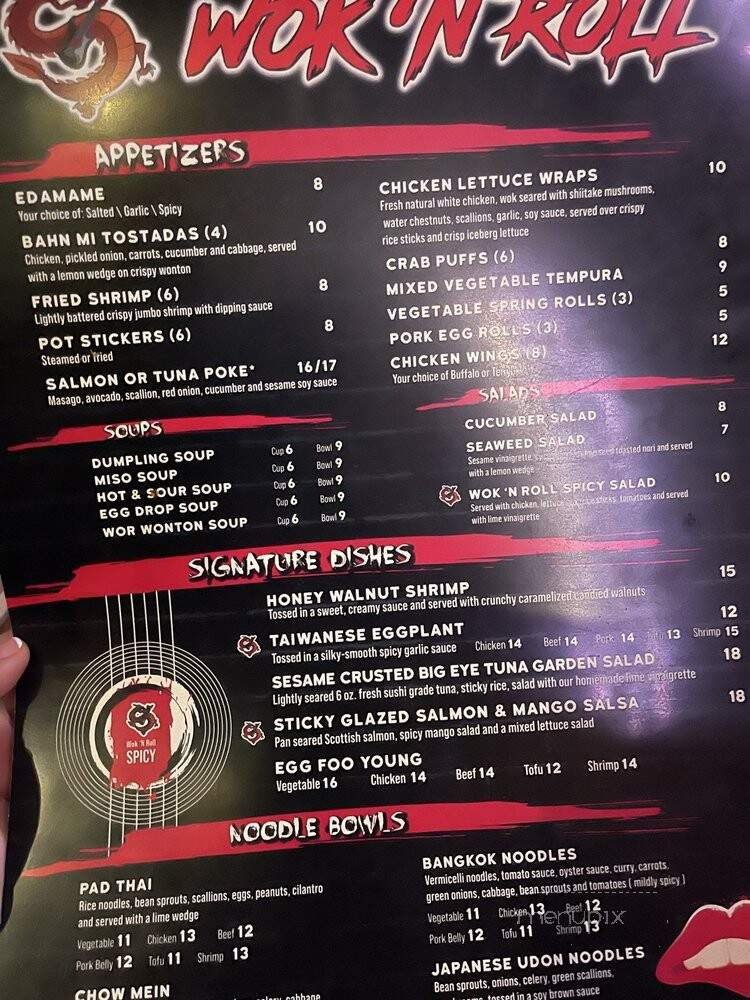 WOK 'N ROLL
APPETIZERS
EDAMAME 8
Your choice of: Salted \ Garlic \ Spicy
BAHN MI TOSTADAS (4) 10
Chicken, pickled onion, carrots, cucumber and cabbage, served
with a lemon wedge on crispy wonton
FRIED SHRIMP (6) 8
Lightly battered crispy jumbo shrimp with dipping sauce
POT STICKERS (6) 8
Steamed or fried
SALMON OR TUNA POKE* 16/17
Masago, avocado, scallion, red onion, cucumber and sesame soy sauce
CHICKEN LETTUCE WRAPS 10
Fresh natural white chicken, wok seared with shiitake mushrooms,
water chestnuts, scallions, garlic, soy sauce, served over crispy
rice sticks and crisp iceberg lettuce
CRAB PUFFS (6) 8
MIXED VEGETABLE TEMPURA 9
VEGETABLE SPRING ROLLS (3) 5
PORK EGG ROLLS (3) 5
CHICKEN WINGS (8) 12
Your choice of Buffalo or
SOUPS
DUMPLING SOUP Cup 6 Bowl 9
MISO SOUP Cup 6 Bowl 9
HOT & SOUR SOUP Cup 6 Bowl 9
EGG DROP SOUP Cup 6 Bowl 9
WOR WONTON SOUP Cup 6 Bowl 9
SALADS
CUCUMBER SALAD 8
SEAWEED SALAD 7
Sesame vinaigrette toasted nori and served
with a lemon wedge
WOK 'N ROLL SPICY SALAD 10
Served with chicken, lettuce sticks, tomatoes and served
with lime vinaigrette
SIGNATURE DISHES
HONEY WALNUT SHRIMP 15
Tossed in a sweet, creamy sauce and served with crunchy caramelized candied walnuts
TAIWANESE EGGPLANT 12
Tossed in a silky-smooth spicy garlic sauce Chicken 14 Beef 14 Pork 14 Tofu 13 Shrimp 15
SESAME CRUSTED BIG EYE TUNA GARDEN SALAD 18
Lightly seared 6 oz. fresh sushi grade tuna, sticky rice, salad with our homemade lime vinaigrette
STICKY GLAZED SALMON & MANGO SALSA 18
Pan seared Scottish salmon, spicy mango salad and a mixed lettuce salad
EGG FOO YOUNG
Vegetable 16 Chicken 14 Beef 14 Tofu 12 Shrimp 14
Wok 'N Roll
SPICY
NOODLE BOWLS
PAD THAI
Rice noodles, bean sprouts, scallions, eggs, peanuts, cilantro
and served with a lime wedge
Vegetable 11 Chicken 13 Beef 12
Pork Belly 12 Tofu 11 Shrimp 13
CHOW MEIN
celery, cabbage
BANGKOK NOODLES
Vermicelli noodles, tomato sauce, oyster sauce, curry, carrots,
green onions, cabbage, bean sprouts and tomatoes ( mildly spicy )
Vegetable 11 Chicken 13 Beef 12
Pork Belly 12 Tofu 11 Shrimp 13
menupix
JAPANESE UDON NOODLES
Bean sprouts, onions, celery, green scallions,
tossed in a soy brown sauce